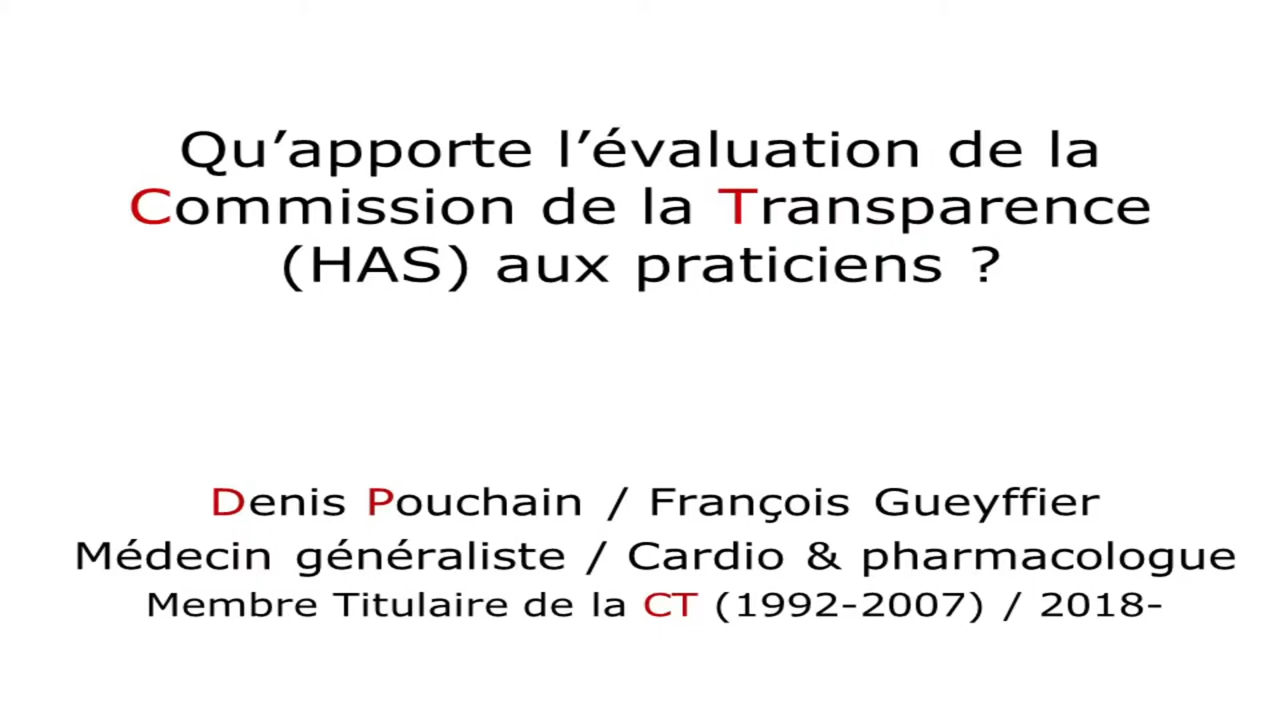 Qu’apporte l’évaluation de la
Commission de la Transparence
(HAS) aux praticiens ?
Denis Pouchain / François Gueyffier
Médecin généraliste / Cardio & pharmacologue
Membre Titulaire de la CT (1992-2007) / 2018-